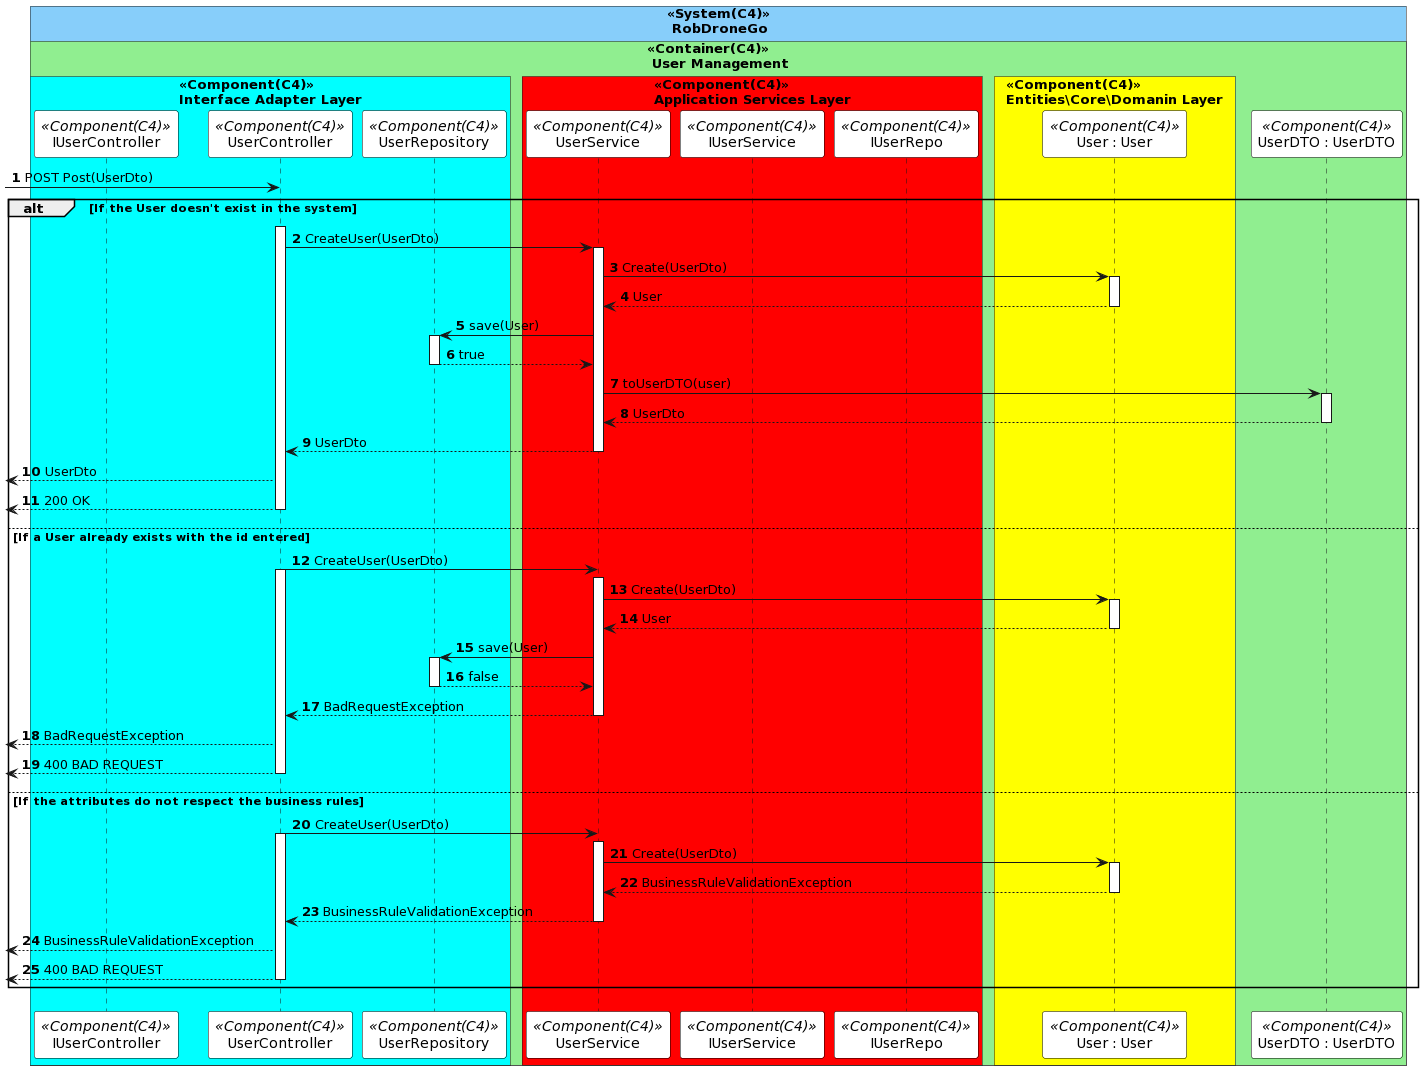 «System(C4)»
RobDroneGo
«Container(C4)»
User Management
«Component(C4)»
Interface Adapter Layer
«Component(C4)»
Application Services Layer
«Component(C4)»
Entities\Core\Domanin Layer
«Component(C4)»
IUserController
«Component(C4)»
UserController
«Component(C4)»
UserRepository
«Component(C4)»
UserService
«Component(C4)»
IUserService
«Component(C4)»
IUserRepo
«Component(C4)»
User : User
«Component(C4)»
UserDTO : UserDTO
1 POST Post(UserDto)
alt [If the User doesn't exist in the system]
2 CreateUser(UserDto)
3 Create(UserDto)
4 User
5 save(User)
6 true
7 toUserDTO(user)
8 UserDto
9 UserDto
10 UserDto
11 200 OK
[If a User already exists with the id entered]
12 CreateUser(UserDto)
13 Create(UserDto)
14 User
15 save(User)
16 false
17 BadRequestException
18 BadRequestException
19 400 BAD REQUEST
[If the attributes do not respect the business rules]
20 CreateUser(UserDto)
21 Create(UserDto)
22 BusinessRuleValidationException
23 BusinessRuleValidationException
24 BusinessRuleValidationException
25 400 BAD REQUEST
«Component(C4)»
IUserController
«Component(C4)»
UserController
«Component(C4)»
UserRepository
«Component(C4)»
UserService
«Component(C4)»
IUserService
«Component(C4)»
IUserRepo
«Component(C4)»
User : User
«Component(C4)»
UserDTO : UserDTO